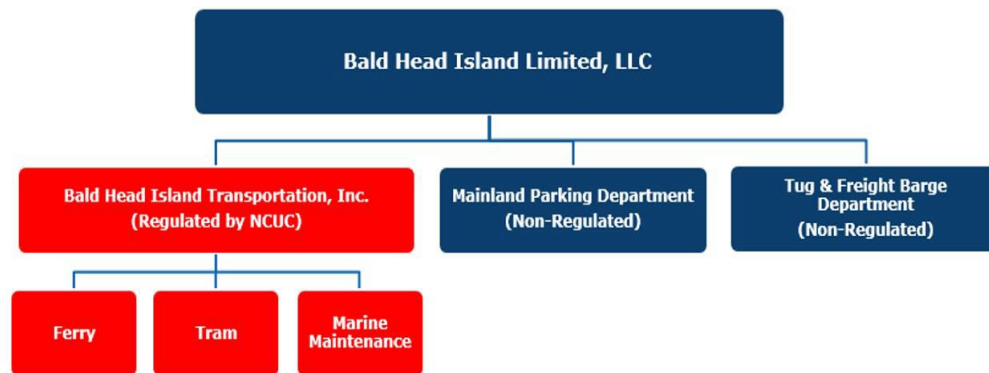 Bald Head Island Limited, LLC
Bald Head Island Transportation, Inc.
(Regulated by NCUC)
Mainland Parking Department
(Non-Regulated)
Tug & Freight Barge
Department
(Non-Regulated)
Ferry
Tram
Marine
Maintenance